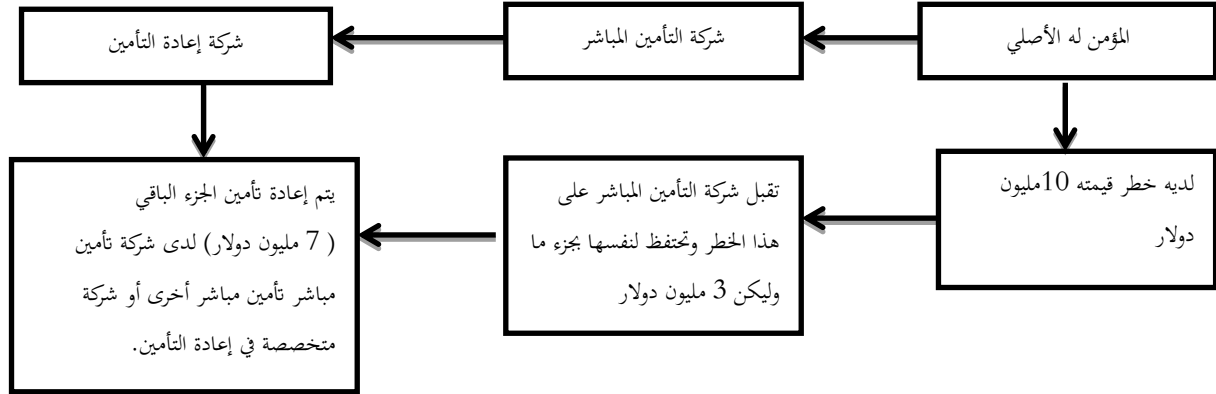 المؤمن له الأصلي
شركة التأمين المباشر
شركة إعادة التأمين
لديه خطر قيمته 10مليون
دولار
تقبل شركة التأمين المباشر على
هذا الخطر وتحتفظ لنفسها بجزء ما
وليكن 3 مليون دولار
يتم إعادة تأمين الجزء الباقي
( 7 مليون دولار) لدى شركة تأمين
مباشر تأمين مباشر أخرى أو شركة
متخصصة في إعادة التأمين.